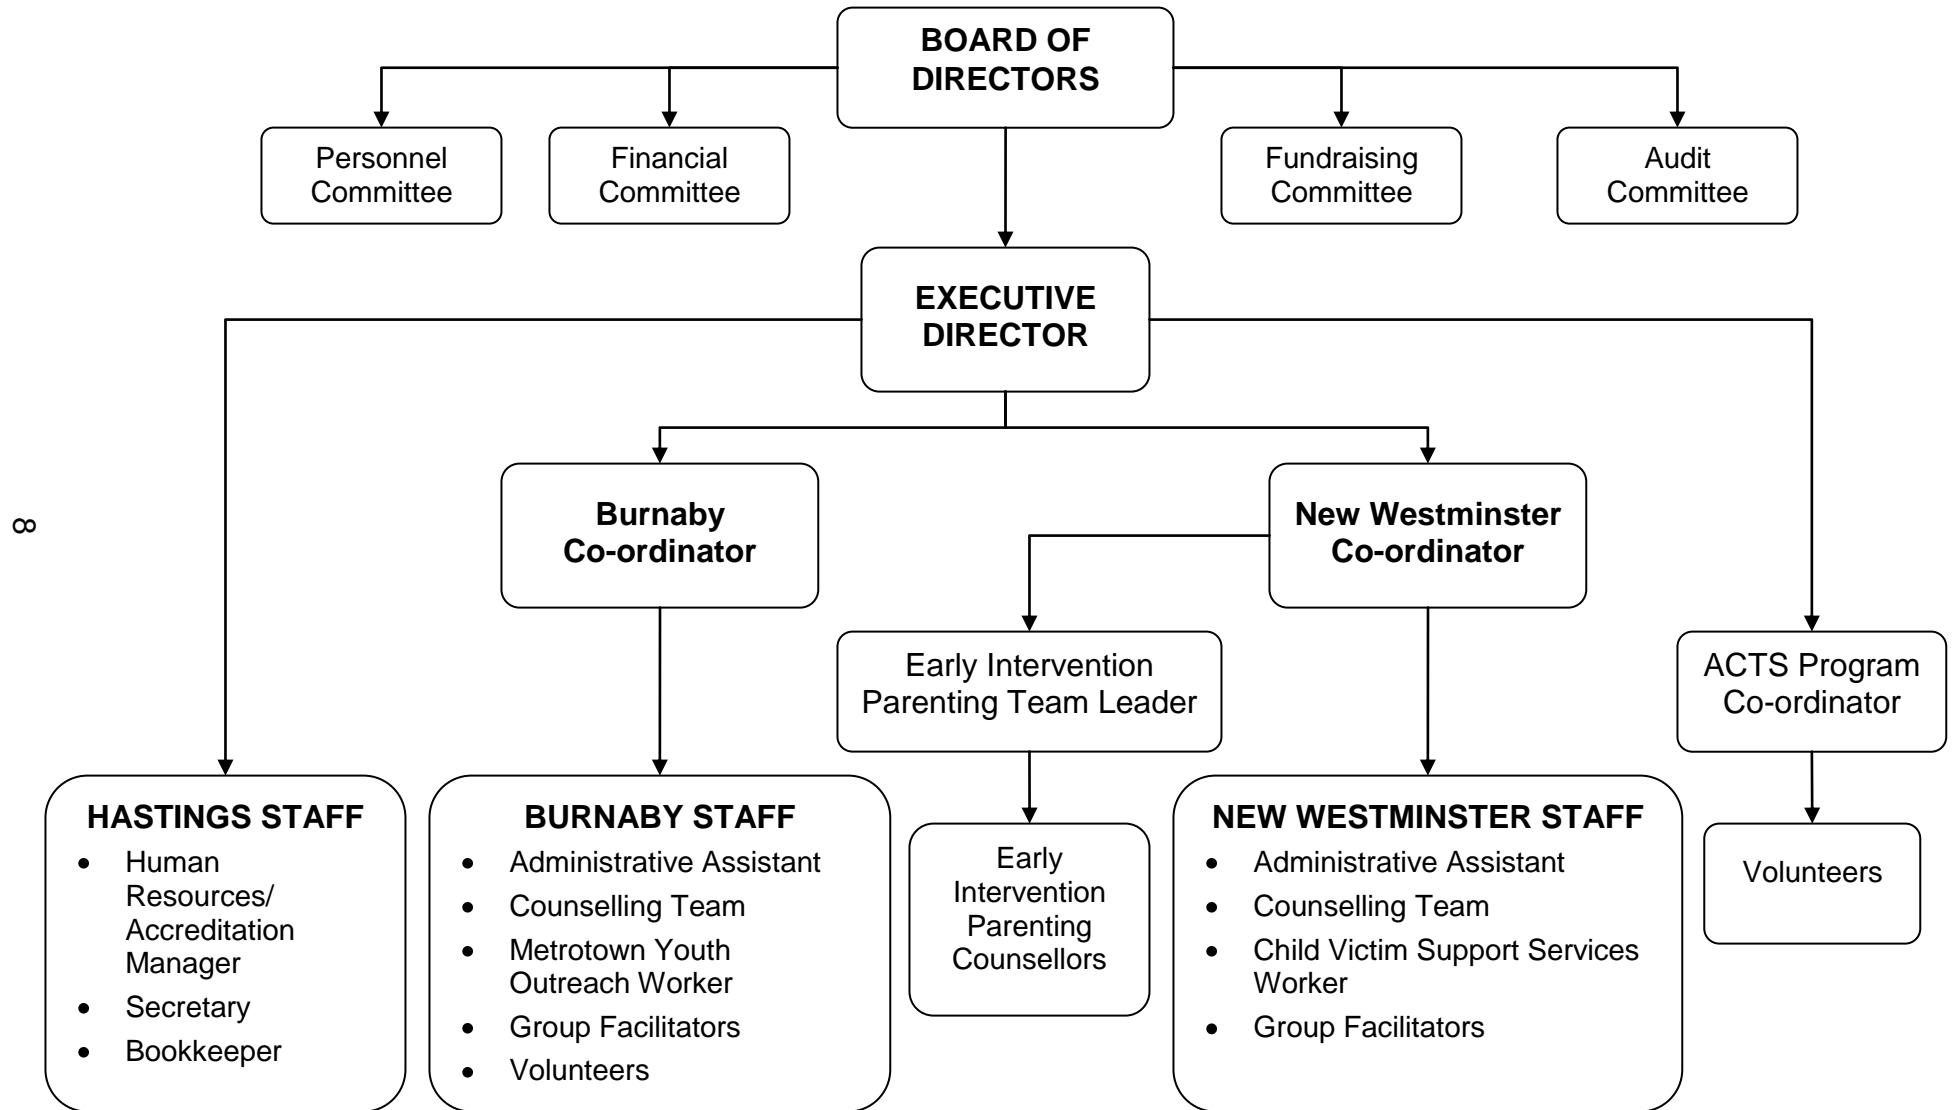 BOARD OF
DIRECTORS
Personnel
Committee
Financial
Committee
Fundraising
Committee
Audit
Committee
EXECUTIVE
DIRECTOR
Burnaby
Co-ordinator
New Westminster
Co-ordinator
8
Early Intervention
Parenting Team Leader
ACTS Program
Co-ordinator
HASTINGS STAFF
• Human
Resources/
Accreditation
Manager
• Secretary
• Bookkeeper
BURNABY STAFF
• Administrative Assistant
• Counselling Team
• Metrotown Youth
Outreach Worker
• Group Facilitators
• Volunteers
Early
Intervention
Parenting
Counsellors
NEW WESTMINSTER STAFF
• Administrative Assistant
• Counselling Team
• Child Victim Support Services
Worker
• Group Facilitators
Volunteers